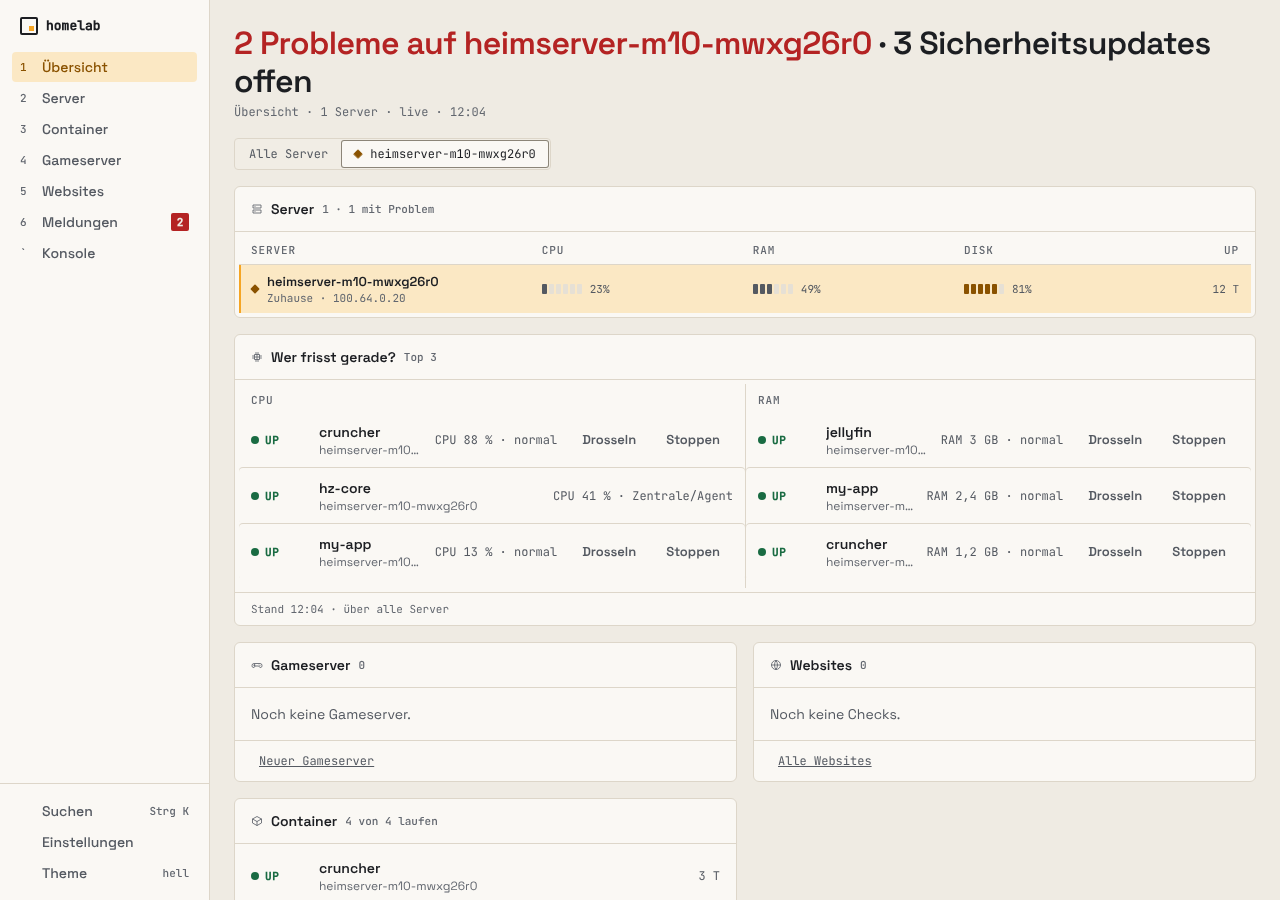 homelab
1 Übersicht
2 Server
3 Container
4 Gameserver
5 Websites
6 Meldungen 2
` Konsole
Suchen Strg K
Einstellungen
Theme hell
2 Probleme auf heimserver-m10-mwxg26r0 · 3 Sicherheitsupdates
offen
Übersicht · 1 Server · live · 12:04
Alle Server ◆ heimserver-m10-mwxg26r0
Server 1 · 1 mit Problem
SERVER CPU RAM DISK UP
heimserver-m10-mwxg26r0 23% 49% 81% 12 T
Zuhause · 100.64.0.20
Wer frisst gerade? Top 3
CPU
UP cruncher CPU 88 % · normal Drosseln Stoppen
heimserver-m10…
UP hz-core CPU 41 % · Zentrale/Agent
heimserver-m10-mwxg26r0
UP my-app CPU 13 % · normal Drosseln Stoppen
heimserver-m10…
RAM
UP jellyfin RAM 3 GB · normal Drosseln Stoppen
heimserver-m10…
UP my-app RAM 2,4 GB · normal Drosseln Stoppen
heimserver-m…
UP cruncher RAM 1,2 GB · normal Drosseln Stoppen
heimserver-m…
Stand 12:04 · über alle Server
Gameserver 0
Noch keine Gameserver.
Neuer Gameserver
Websites 0
Noch keine Checks.
Alle Websites
Container 4 von 4 laufen
UP cruncher 3 T
heimserver-m10-mwxg26r0